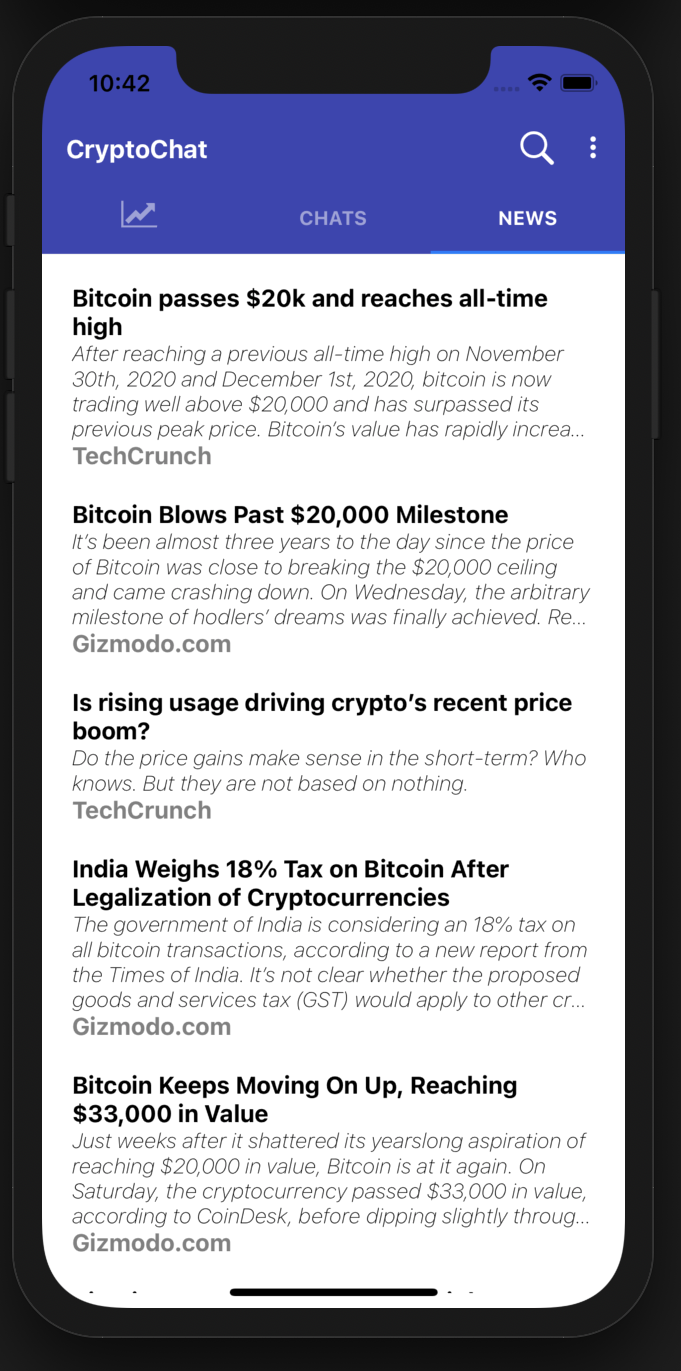 10:42
CryptoChat
CHATS
NEWS
Bitcoin passes $20k and reaches all-time
high
After reaching a previous all-time high on November
30th, 2020 and December 1st, 2020, bitcoin is now
trading well above $20,000 and has surpassed its
previous peak price. Bitcoin’s value has rapidly increa...
TechCrunch
Bitcoin Blows Past $20,000 Milestone
It’s been almost three years to the day since the price
of Bitcoin was close to breaking the $20,000 ceiling
and came crashing down. On Wednesday, the arbitrary
milestone of hodlers’ dreams was finally achieved. Re...
Gizmodo.com
Is rising usage driving crypto’s recent price
boom?
Do the price gains make sense in the short-term? Who
knows. But they are not based on nothing.
TechCrunch
India Weighs 18% Tax on Bitcoin After
Legalization of Cryptocurrencies
The government of India is considering an 18% tax on
all bitcoin transactions, according to a new report from
the Times of India. It’s not clear whether the proposed
goods and services tax (GST) would apply to other cr...
Gizmodo.com
Bitcoin Keeps Moving On Up, Reaching
$33,000 in Value
Just weeks after it shattered its yearslong aspiration of
reaching $20,000 in value, Bitcoin is at it again. On
Saturday, the cryptocurrency passed $33,000 in value,
according to CoinDesk, before dipping slightly throug...
Gizmodo.com